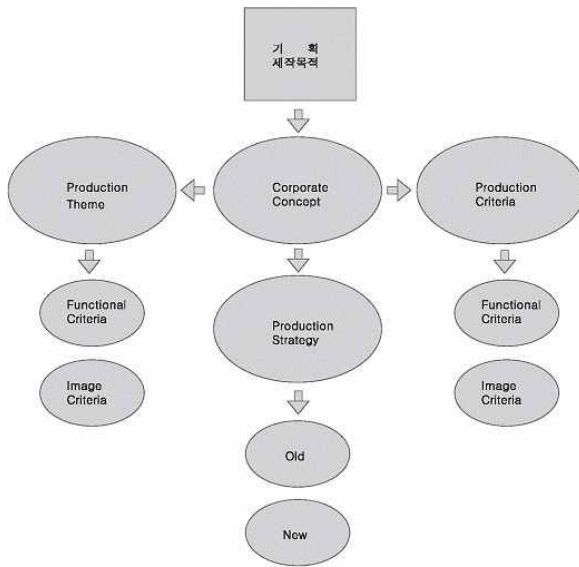 기 획
제작목적
Production
Theme
Corporate
Concept
Production
Criteria
Functional
Criteria
Production
Strategy
Functional
Criteria
Image
Criteria
Image
Criteria
Old
New